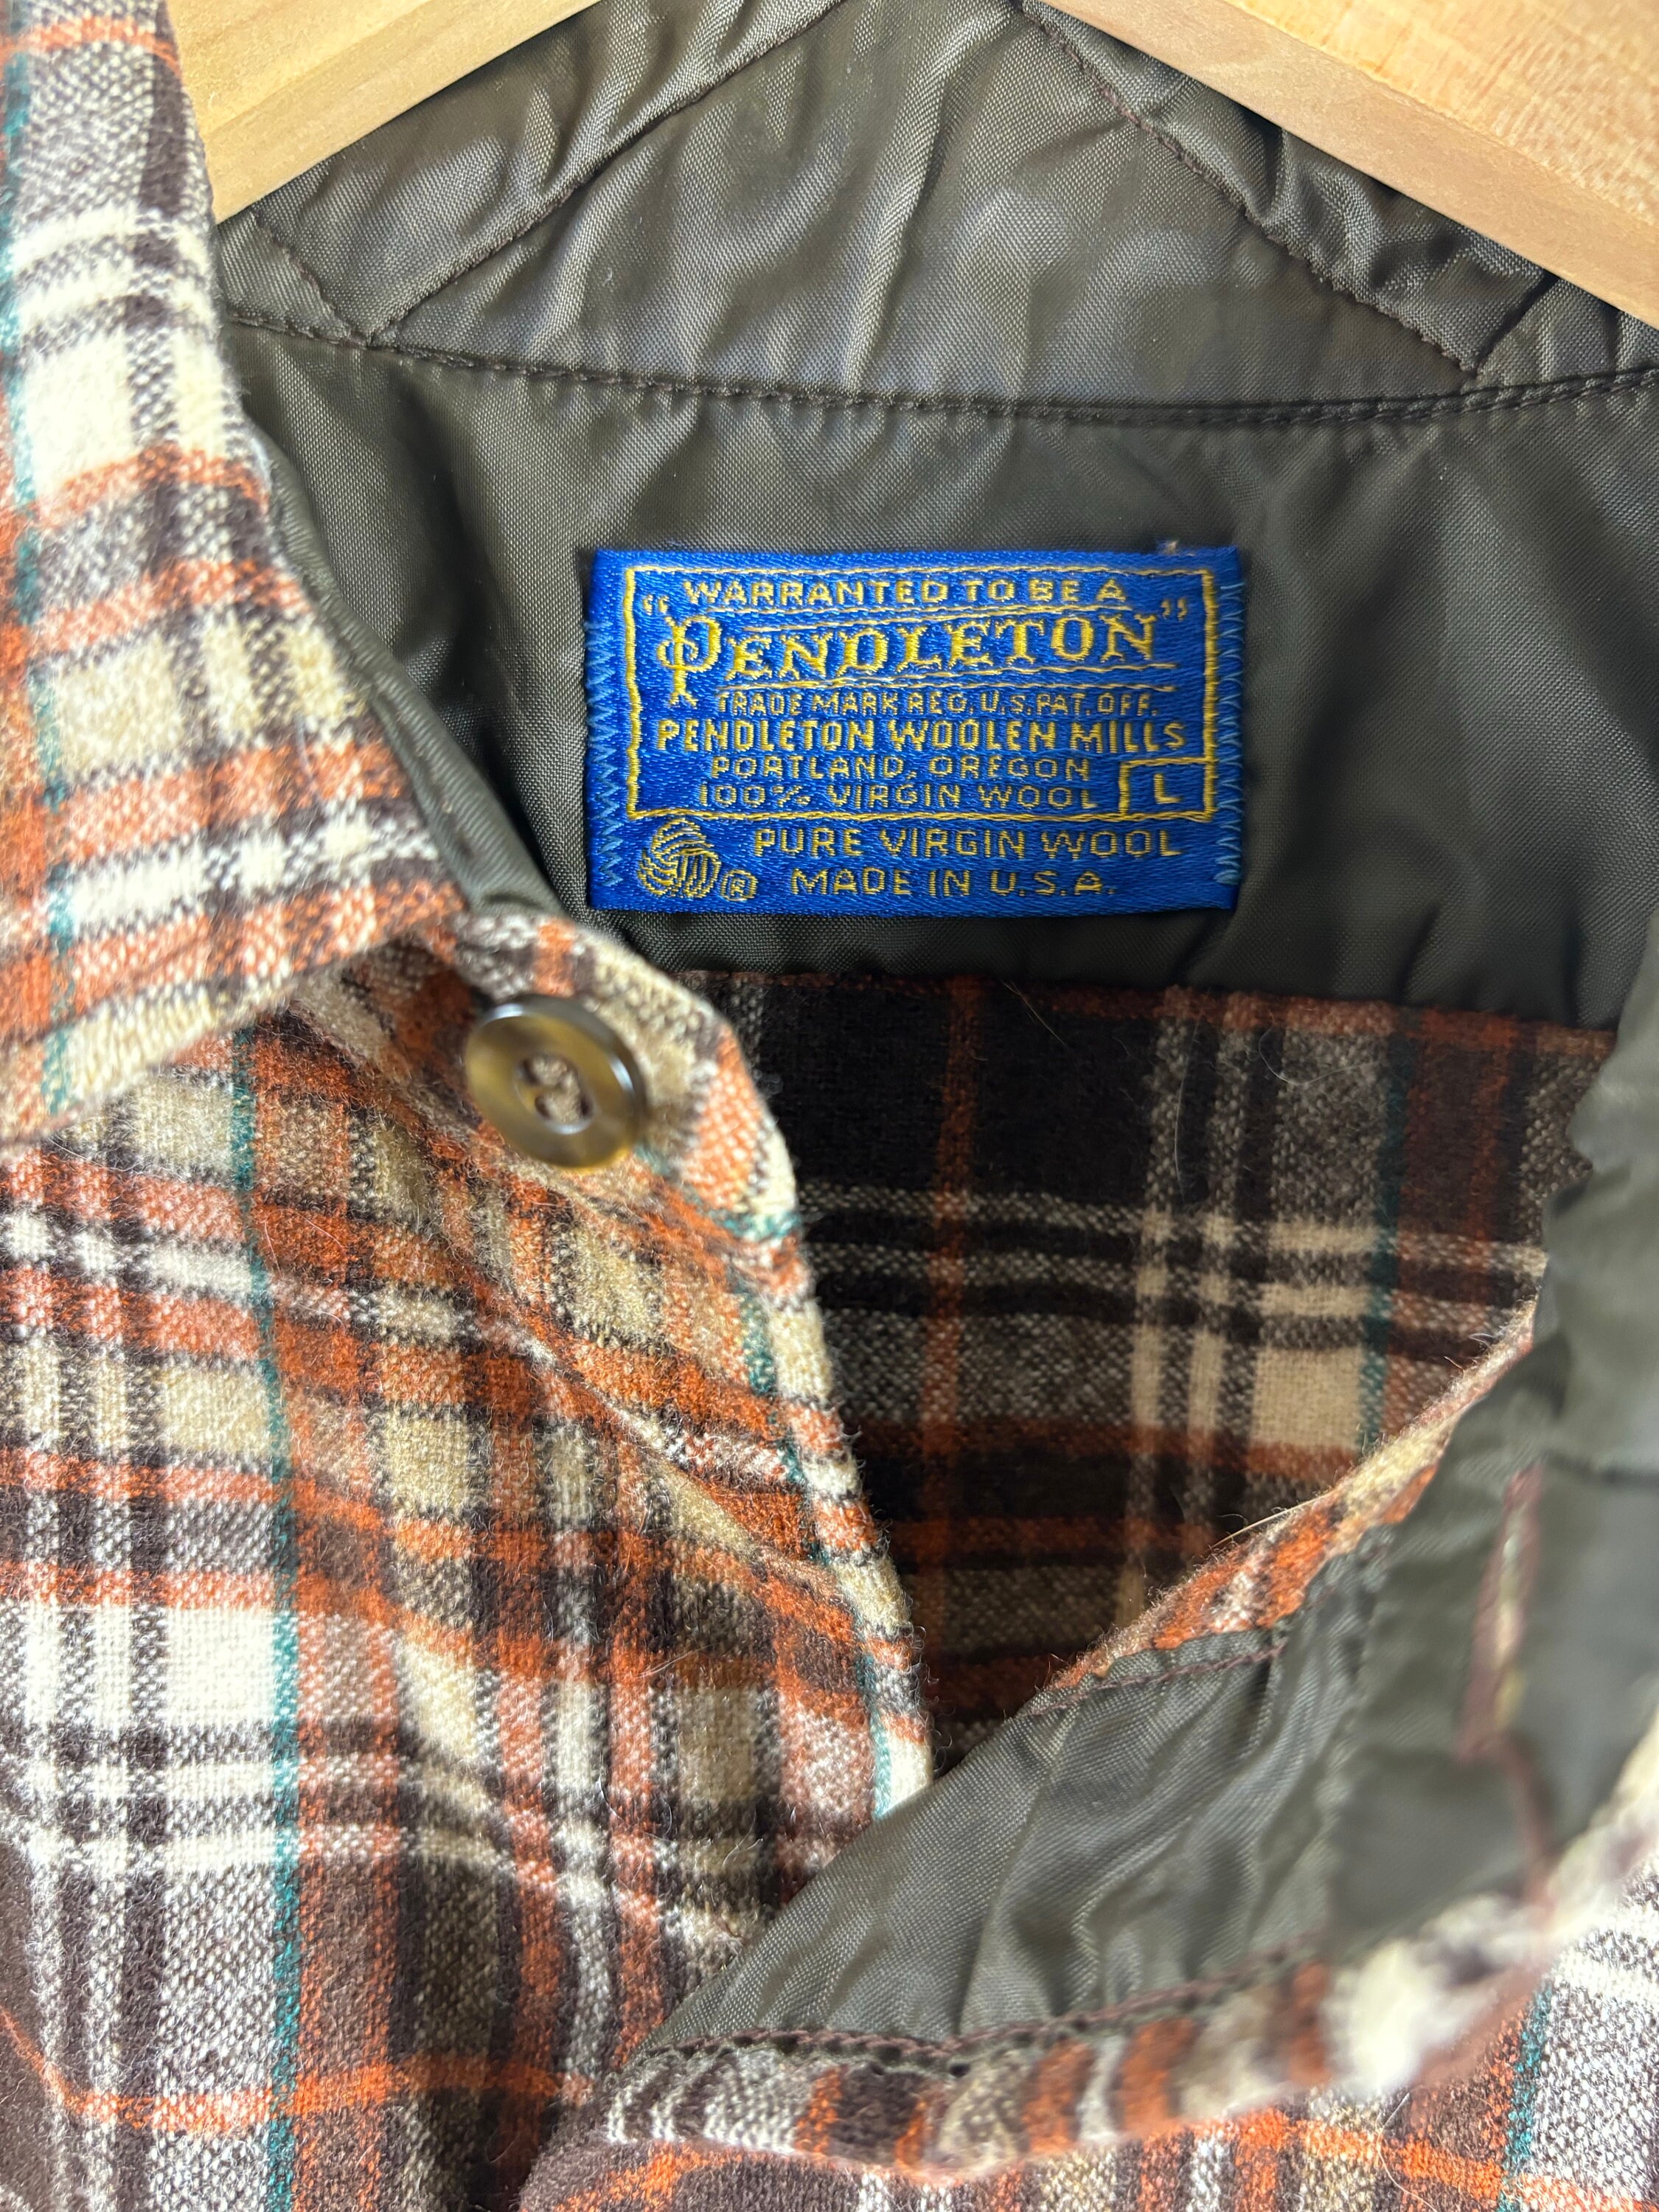 WARRANTED TO BE A
"PENDLETON"
TRADE MARK REG. U.S. PAT. OFF.
PENDLETON WOOLEN MILLS
PORTLAND, OREGON
100% VIRGIN WOOL L
PURE VIRGIN WOOL
® MADE IN U.S.A.